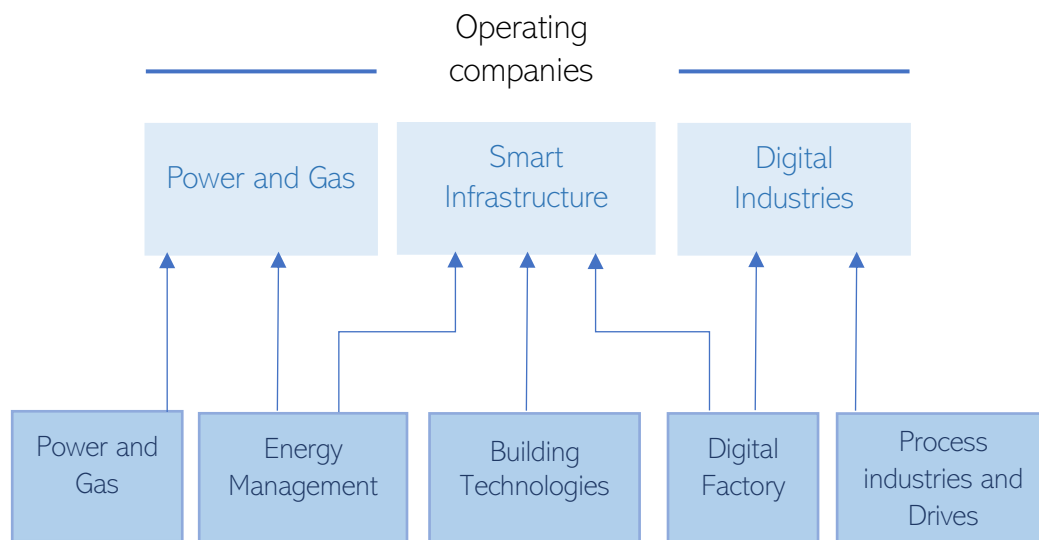 Operating
companies
Power and Gas
Smart
Infrastructure
Digital
Industries
Power and
Gas
Energy
Management
Building
Technologies
Digital
Factory
Process
industries and
Drives